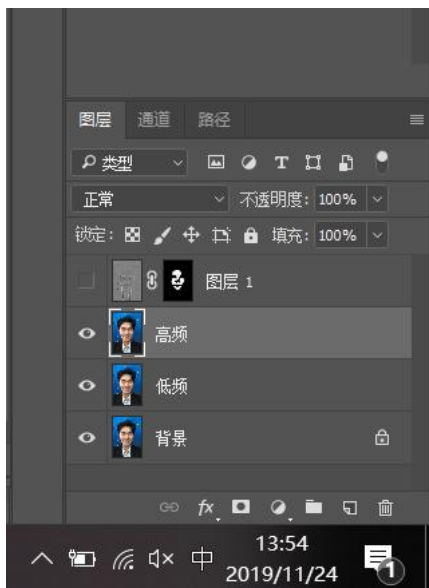 图层 通道 路径
类型 T
正常 不透明度: 100%
锁定: 填充: 100%
图层 1
高频
低频
背景
fx
13:54
中
2019/11/24
1